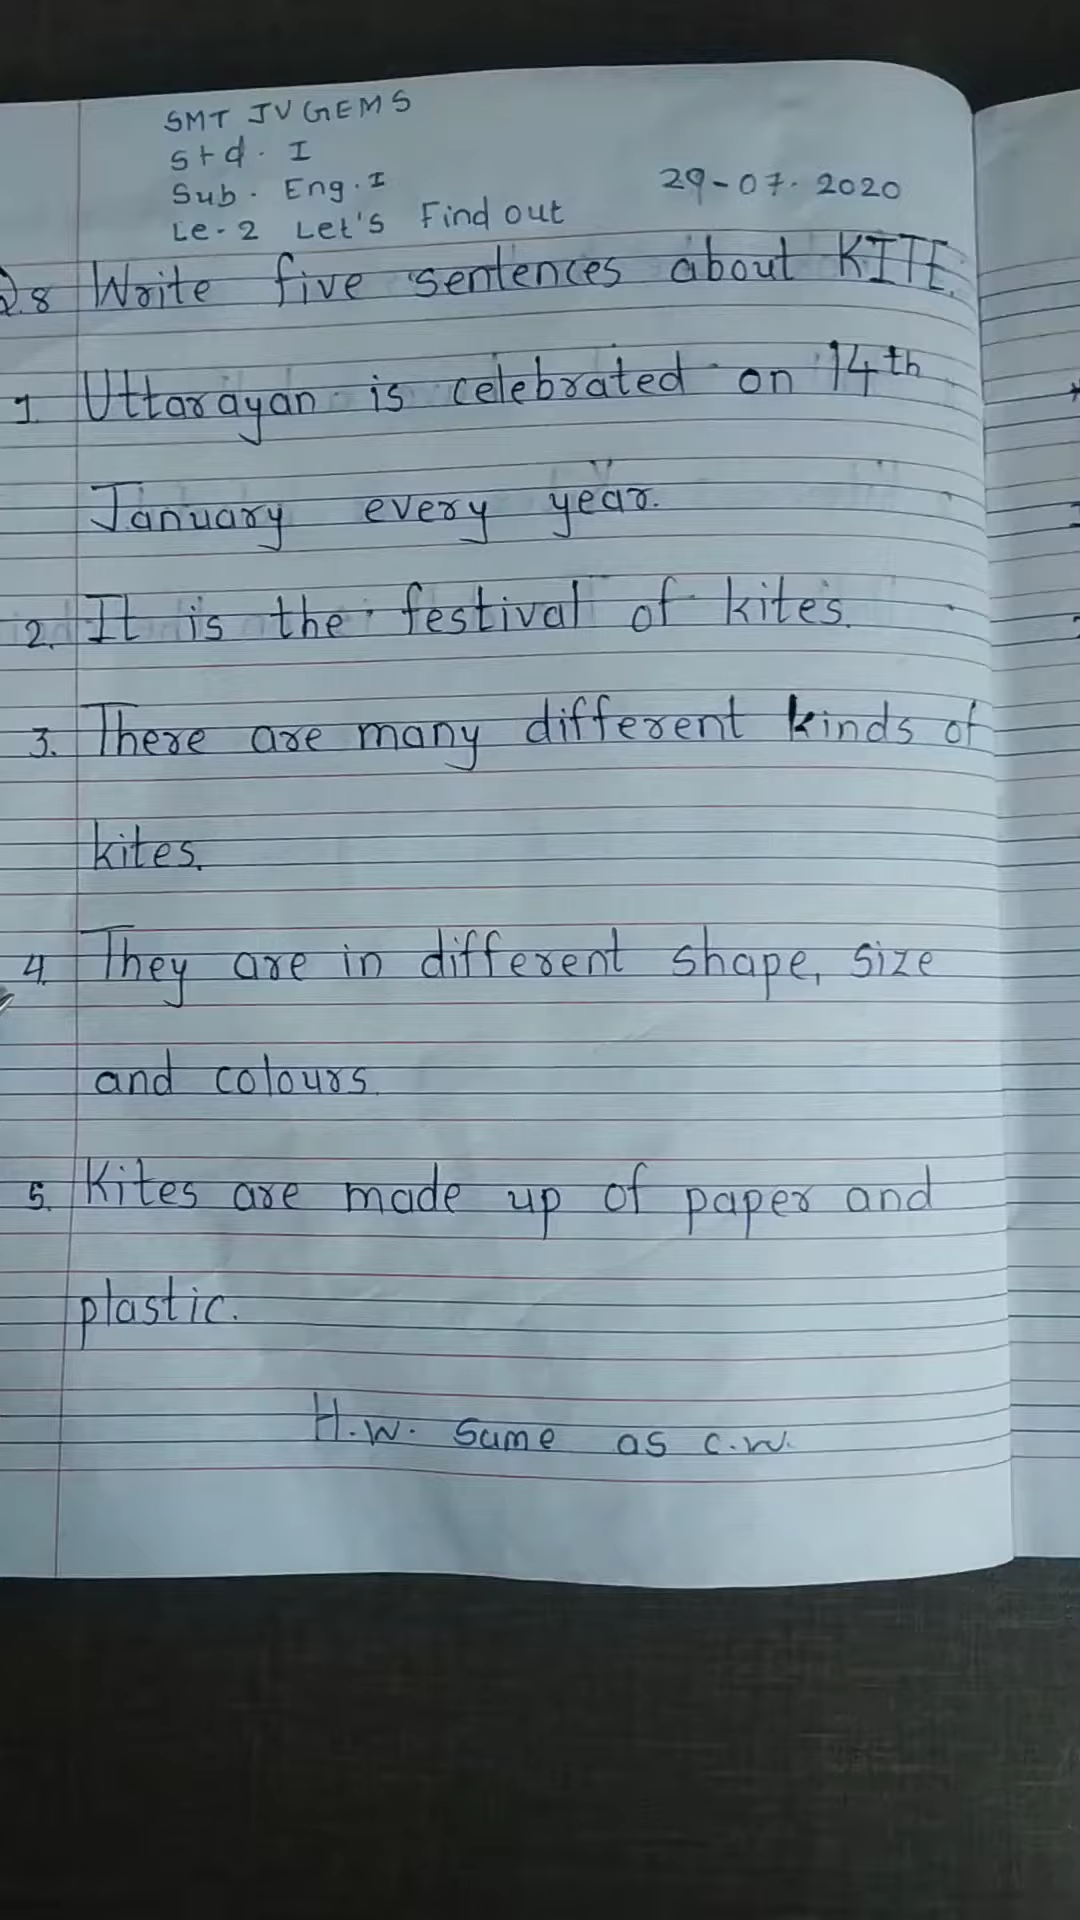 SMT JV GEMS
Std. I
Sub. Eng. I
29-07-2020
Le-2 Let's Find out
Q.8 Write five sentences about KITE.
1. Uttarayan is celebrated on 14th
January every year.
2. It is the festival of kites.
3. There are many different kinds of
kites.
4. They are in different shape, size
and colours.
5. Kites are made up of paper and
plastic.
H.W. Same as C.W.